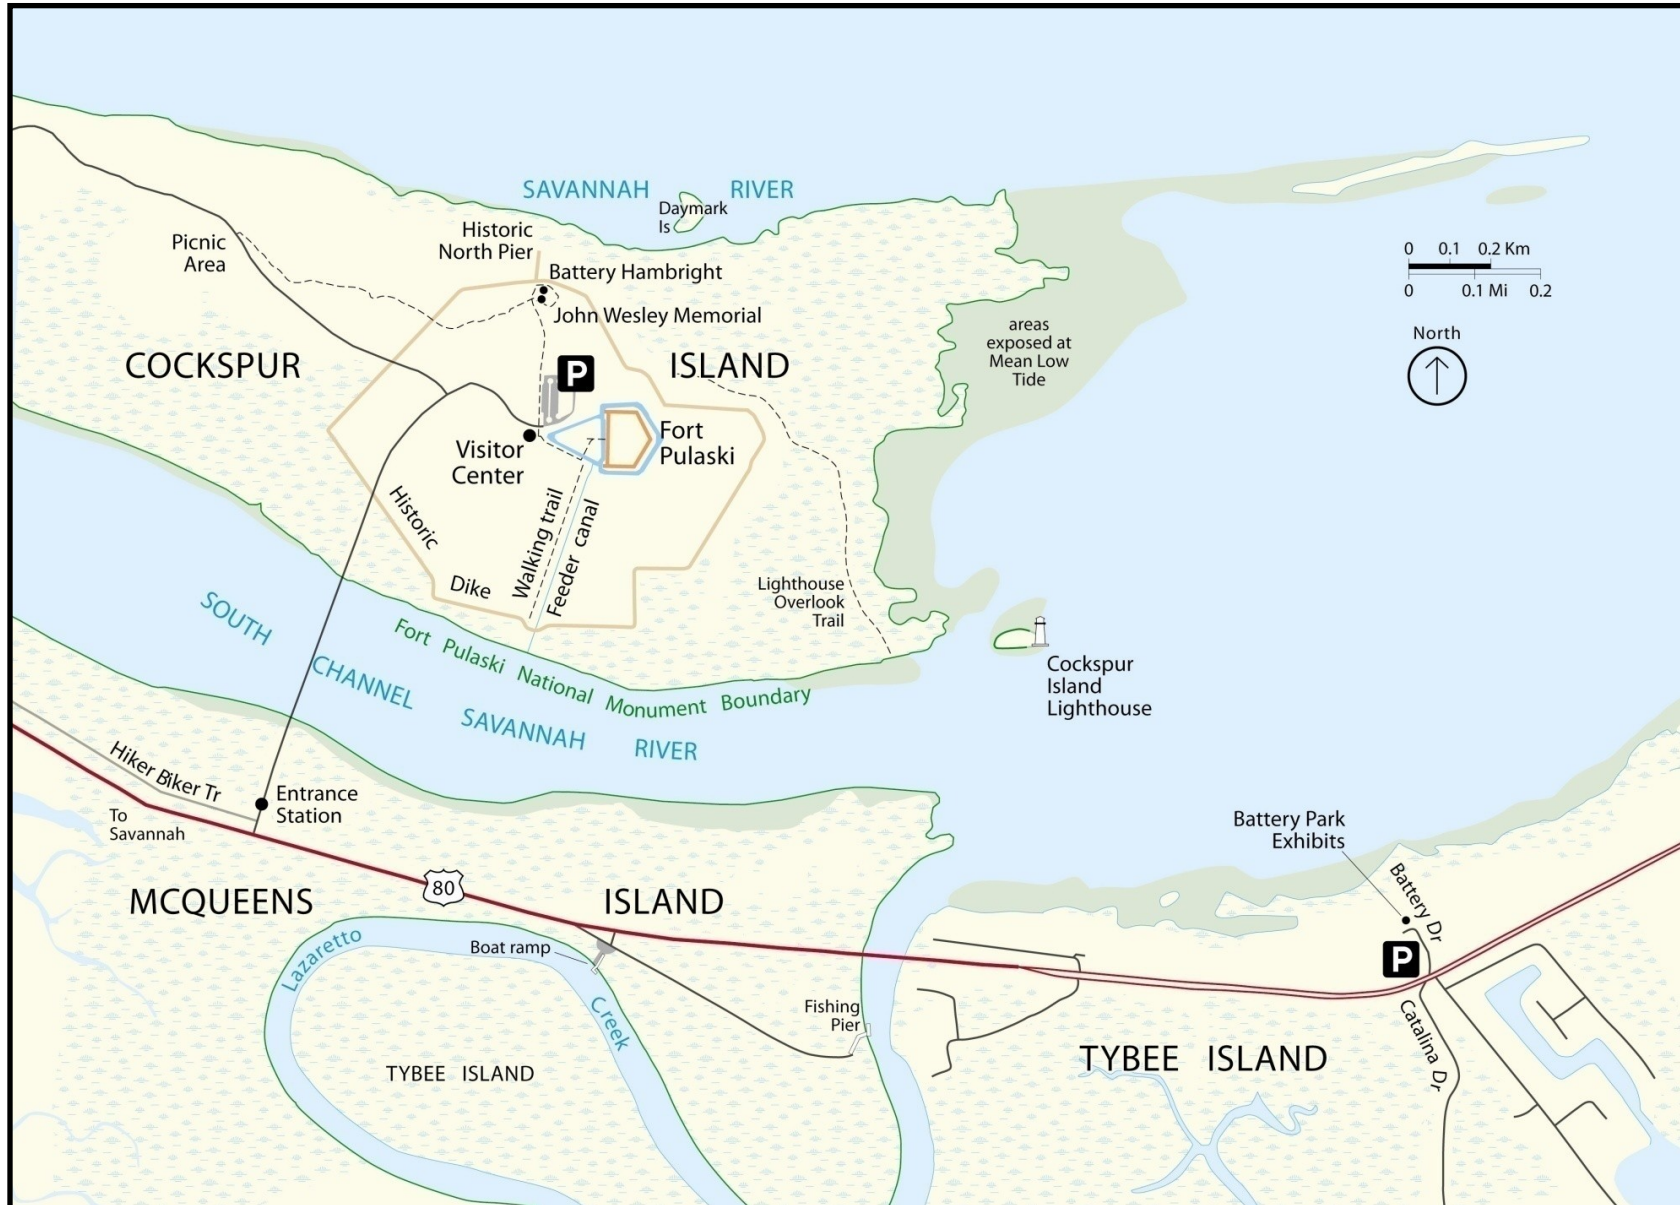 SAVANNAH RIVER
Daymark
Is
Historic
North Pier
Picnic
Area
Battery Hambright
John Wesley Memorial
0 0.1 0.2 Km
0 0.1 Mi 0.2
North
areas
exposed at
Mean Low
Tide
COCKSPUR ISLAND
P
Visitor
Center
Fort
Pulaski
Historic
Dike
Walking trail
Feeder canal
Lighthouse
Overlook
Trail
Cockspur
Island
Lighthouse
Fort Pulaski National Monument Boundary
SOUTH CHANNEL SAVANNAH RIVER
Hiker Biker Tr
To
Savannah
Entrance
Station
80
MCQUEENS ISLAND
Battery Park
Exhibits
Battery Dr
P
Catalina Dr
Lazaretto Creek
Boat ramp
Fishing
Pier
TYBEE ISLAND
TYBEE ISLAND